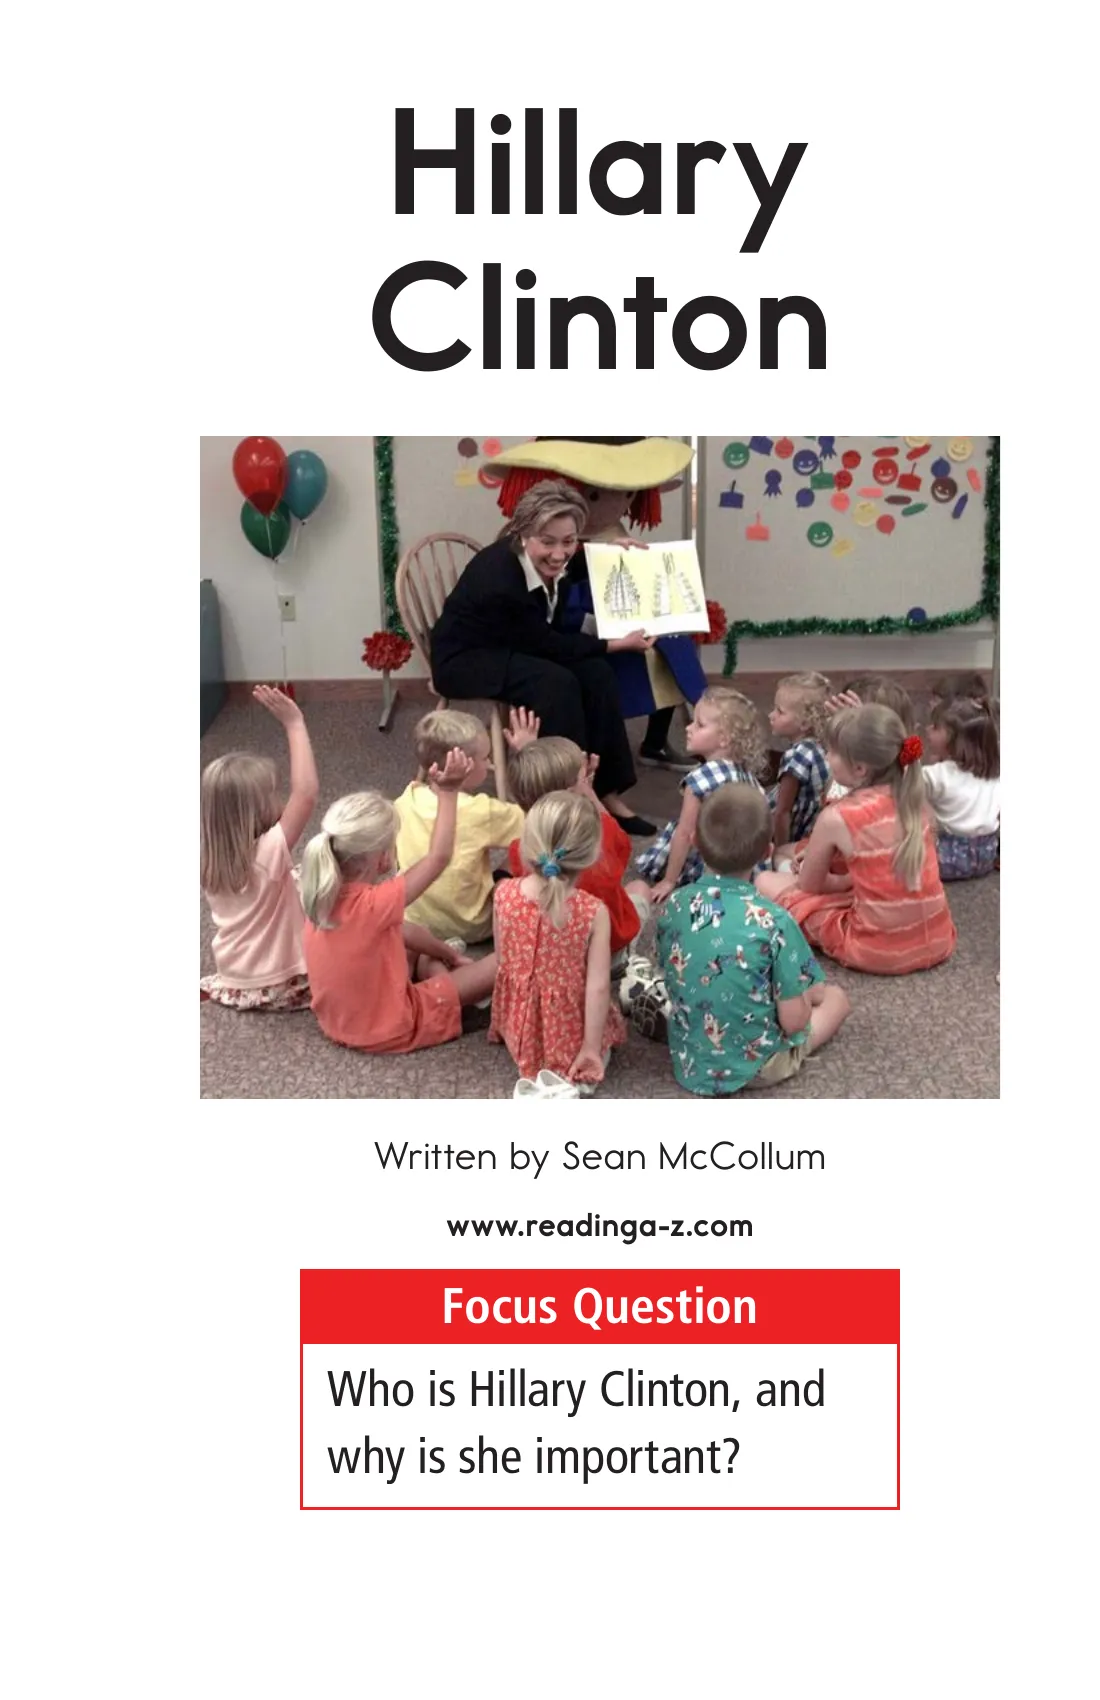 Hillary
Clinton
Written by Sean McCollum
www.readinga-z.com
Focus Question
Who is Hillary Clinton, and
why is she important?